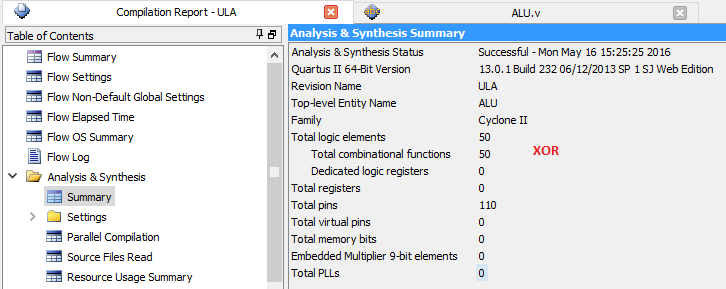 Compilation Report - ULA
ALU.v
Table of Contents
Flow Summary
Flow Settings
Flow Non-Default Global Settings
Flow Elapsed Time
Flow OS Summary
Flow Log
Analysis & Synthesis
Summary
Settings
Parallel Compilation
Source Files Read
Resource Usage Summary
Analysis & Synthesis Summary
Analysis & Synthesis Status Successful - Mon May 16 15:25:25 2016
Quartus II 64-Bit Version 13.0.1 Build 232 06/12/2013 SP 1 SJ Web Edition
Revision Name ULA
Top-level Entity Name ALU
Family Cyclone II
Total logic elements 50
Total combinational functions 50 XOR
Dedicated logic registers 0
Total registers 0
Total pins 110
Total virtual pins 0
Total memory bits 0
Embedded Multiplier 9-bit elements 0
Total PLLs 0